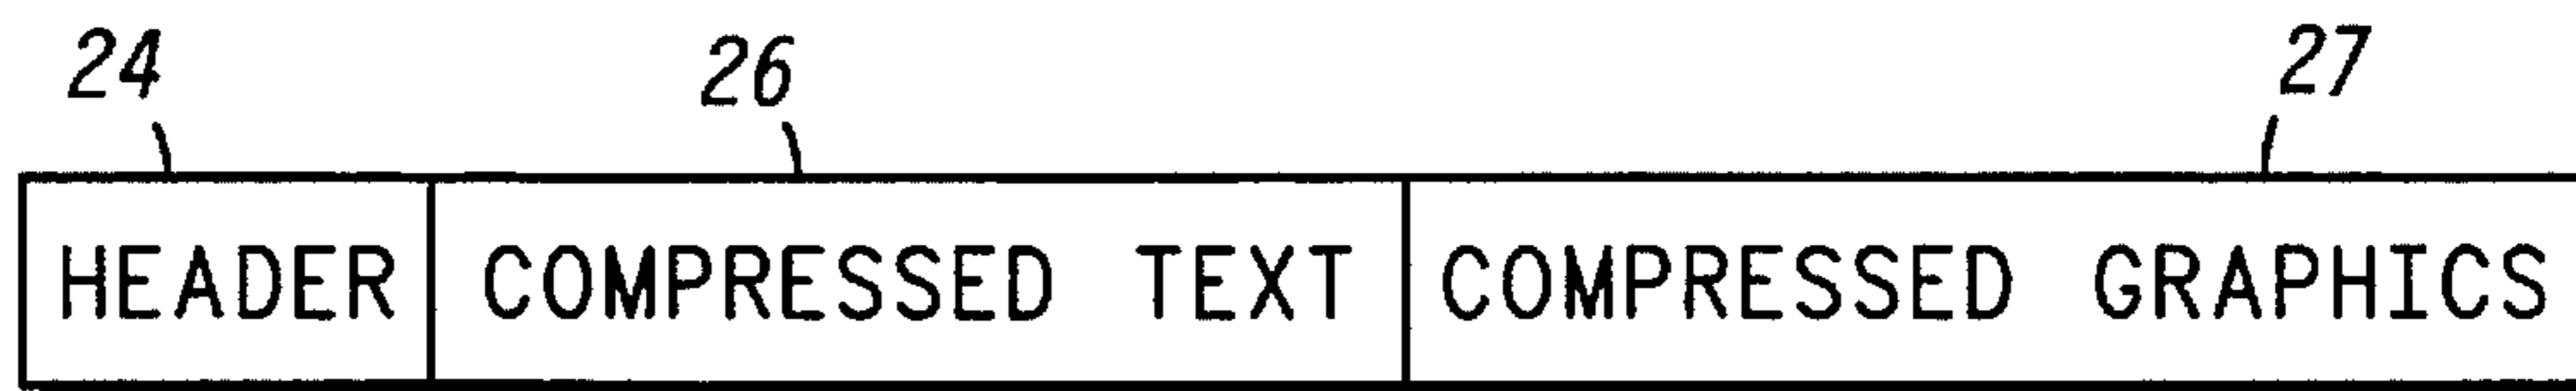 24 26 27
HEADER COMPRESSED TEXT COMPRESSED GRAPHICS